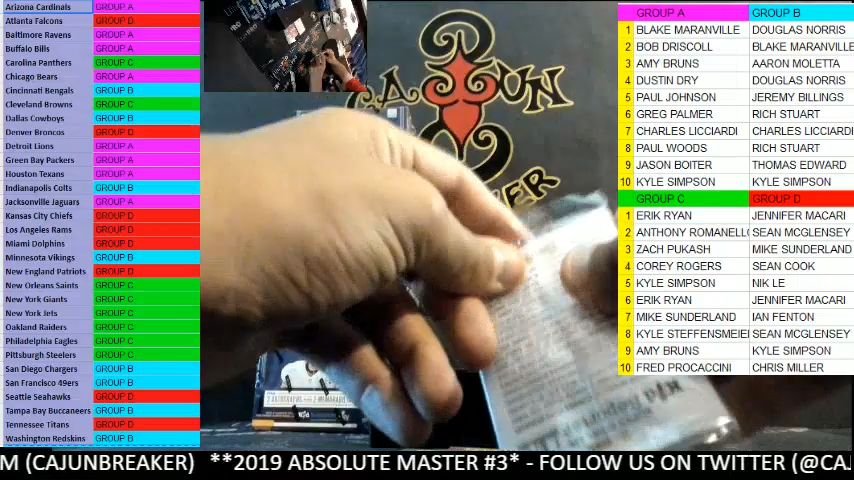 Arizona Cardinals GROUP A
Atlanta Falcons GROUP D
Baltimore Ravens GROUP A
Buffalo Bills GROUP A
Carolina Panthers GROUP C
Chicago Bears GROUP A
Cincinnati Bengals GROUP B
Cleveland Browns GROUP C
Dallas Cowboys GROUP B
Denver Broncos GROUP D
Detroit Lions GROUP A
Green Bay Packers GROUP A
Houston Texans GROUP A
Indianapolis Colts GROUP B
Jacksonville Jaguars GROUP A
Kansas City Chiefs GROUP D
Los Angeles Rams GROUP D
Miami Dolphins GROUP D
Minnesota Vikings GROUP B
New England Patriots GROUP D
New Orleans Saints GROUP C
New York Giants GROUP C
New York Jets GROUP C
Oakland Raiders GROUP C
Philadelphia Eagles GROUP C
Pittsburgh Steelers GROUP C
San Diego Chargers GROUP B
San Francisco 49ers GROUP B
Seattle Seahawks GROUP D
Tampa Bay Buccaneers GROUP B
Tennessee Titans GROUP D
Washington Redskins GROUP B
CA UN
GROUP A GROUP B
1 BLAKE MARANVILLE DOUGLAS NORRIS
2 BOB DRISCOLL BLAKE MARANVILLE
3 AMY BRUNS AARON MOLETTA
4 DUSTIN DRY DOUGLAS NORRIS
5 PAUL JOHNSON JEREMY BILLINGS
6 GREG PALMER RICH STUART
7 CHARLES LICCIARDI CHARLES LICCIARDI
8 PAUL WOODS RICH STUART
9 JASON BOITER THOMAS EDWARD
10 KYLE SIMPSON KYLE SIMPSON
GROUP C GROUP D
1 ERIK RYAN JENNIFER MACARI
2 ANTHONY ROMANELLO SEAN MCGLENSEY
3 ZACH PUKASH MIKE SUNDERLAND
4 COREY ROGERS SEAN COOK
5 KYLE SIMPSON NIK LE
6 ERIK RYAN JENNIFER MACARI
7 MIKE SUNDERLAND IAN FENTON
8 KYLE STEFFENSMEIE SEAN MCGLENSEY
9 AMY BRUNS KYLE SIMPSON
10 FRED PROCACCINI CHRIS MILLER
M (CAJUNBREAKER) **2019 ABSOLUTE MASTER #3* - FOLLOW US ON TWITTER (@CAJ